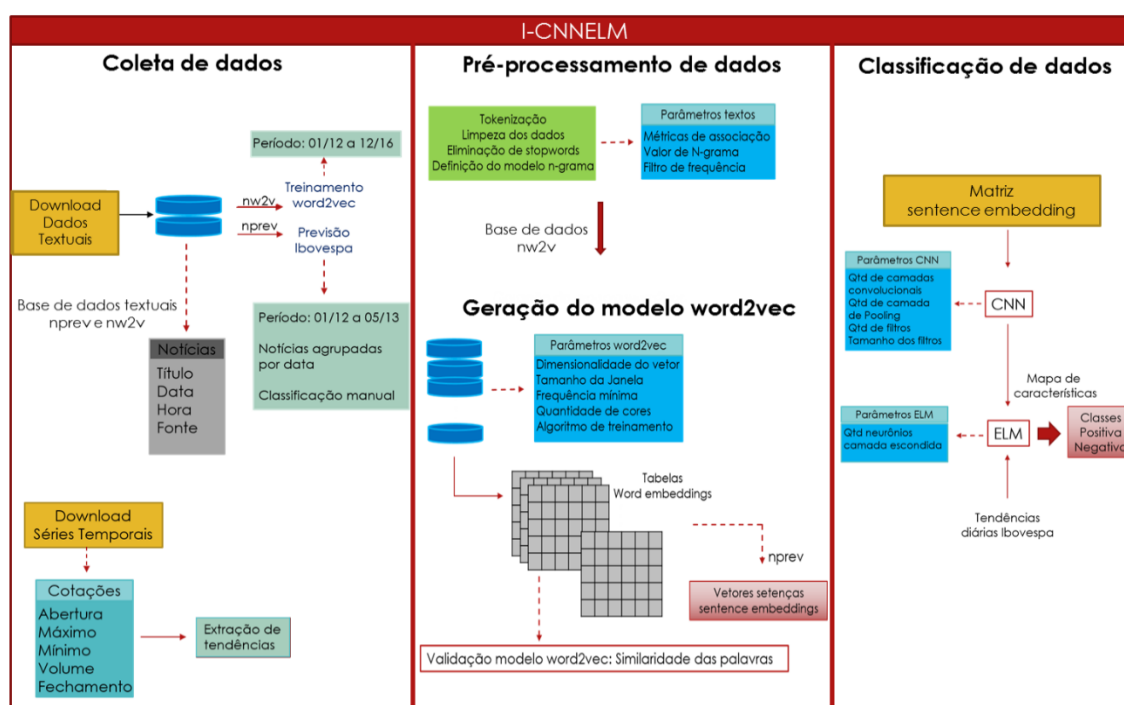 I-CNNELM
Coleta de dados
Período: 01/12 a 12/16
Download
Dados
Textuais
nw2v
nprev
Treinamento
word2vec
Previsão
Ibovespa
Base de dados textuais
nprev e nw2v
Notícias
Título
Data
Hora
Fonte
Período: 01/12 a 05/13
Notícias agrupadas
por data
Classificação manual
Download
Séries Temporais
Cotações
Abertura
Máximo
Mínimo
Volume
Fechamento
Extração de
tendências
Pré-processamento de dados
Tokenização
Limpeza dos dados
Eliminação de stopwords
Definição do modelo n-grama
Parâmetros textos
Métricas de associação
Valor de N-grama
Filtro de frequência
Base de dados
nw2v
Geração do modelo word2vec
Parâmetros word2vec
Dimensionalidade do vetor
Tamanho da Janela
Frequência mínima
Quantidade de cores
Algoritmo de treinamento
Tabelas
Word embeddings
nprev
Vetores setenças
sentence embeddings
Validação modelo word2vec: Similaridade das palavras
Classificação de dados
Matriz
sentence embedding
Parâmetros CNN
Qtd de camadas
convolucionais
Qtd de camada
de Pooling
Qtd de filtros
Tamanho dos filtros
CNN
Mapa de
características
Parâmetros ELM
Qtd neurônios
camada escondida
ELM
Classes
Positiva
Negativa
Tendências
diárias Ibovespa